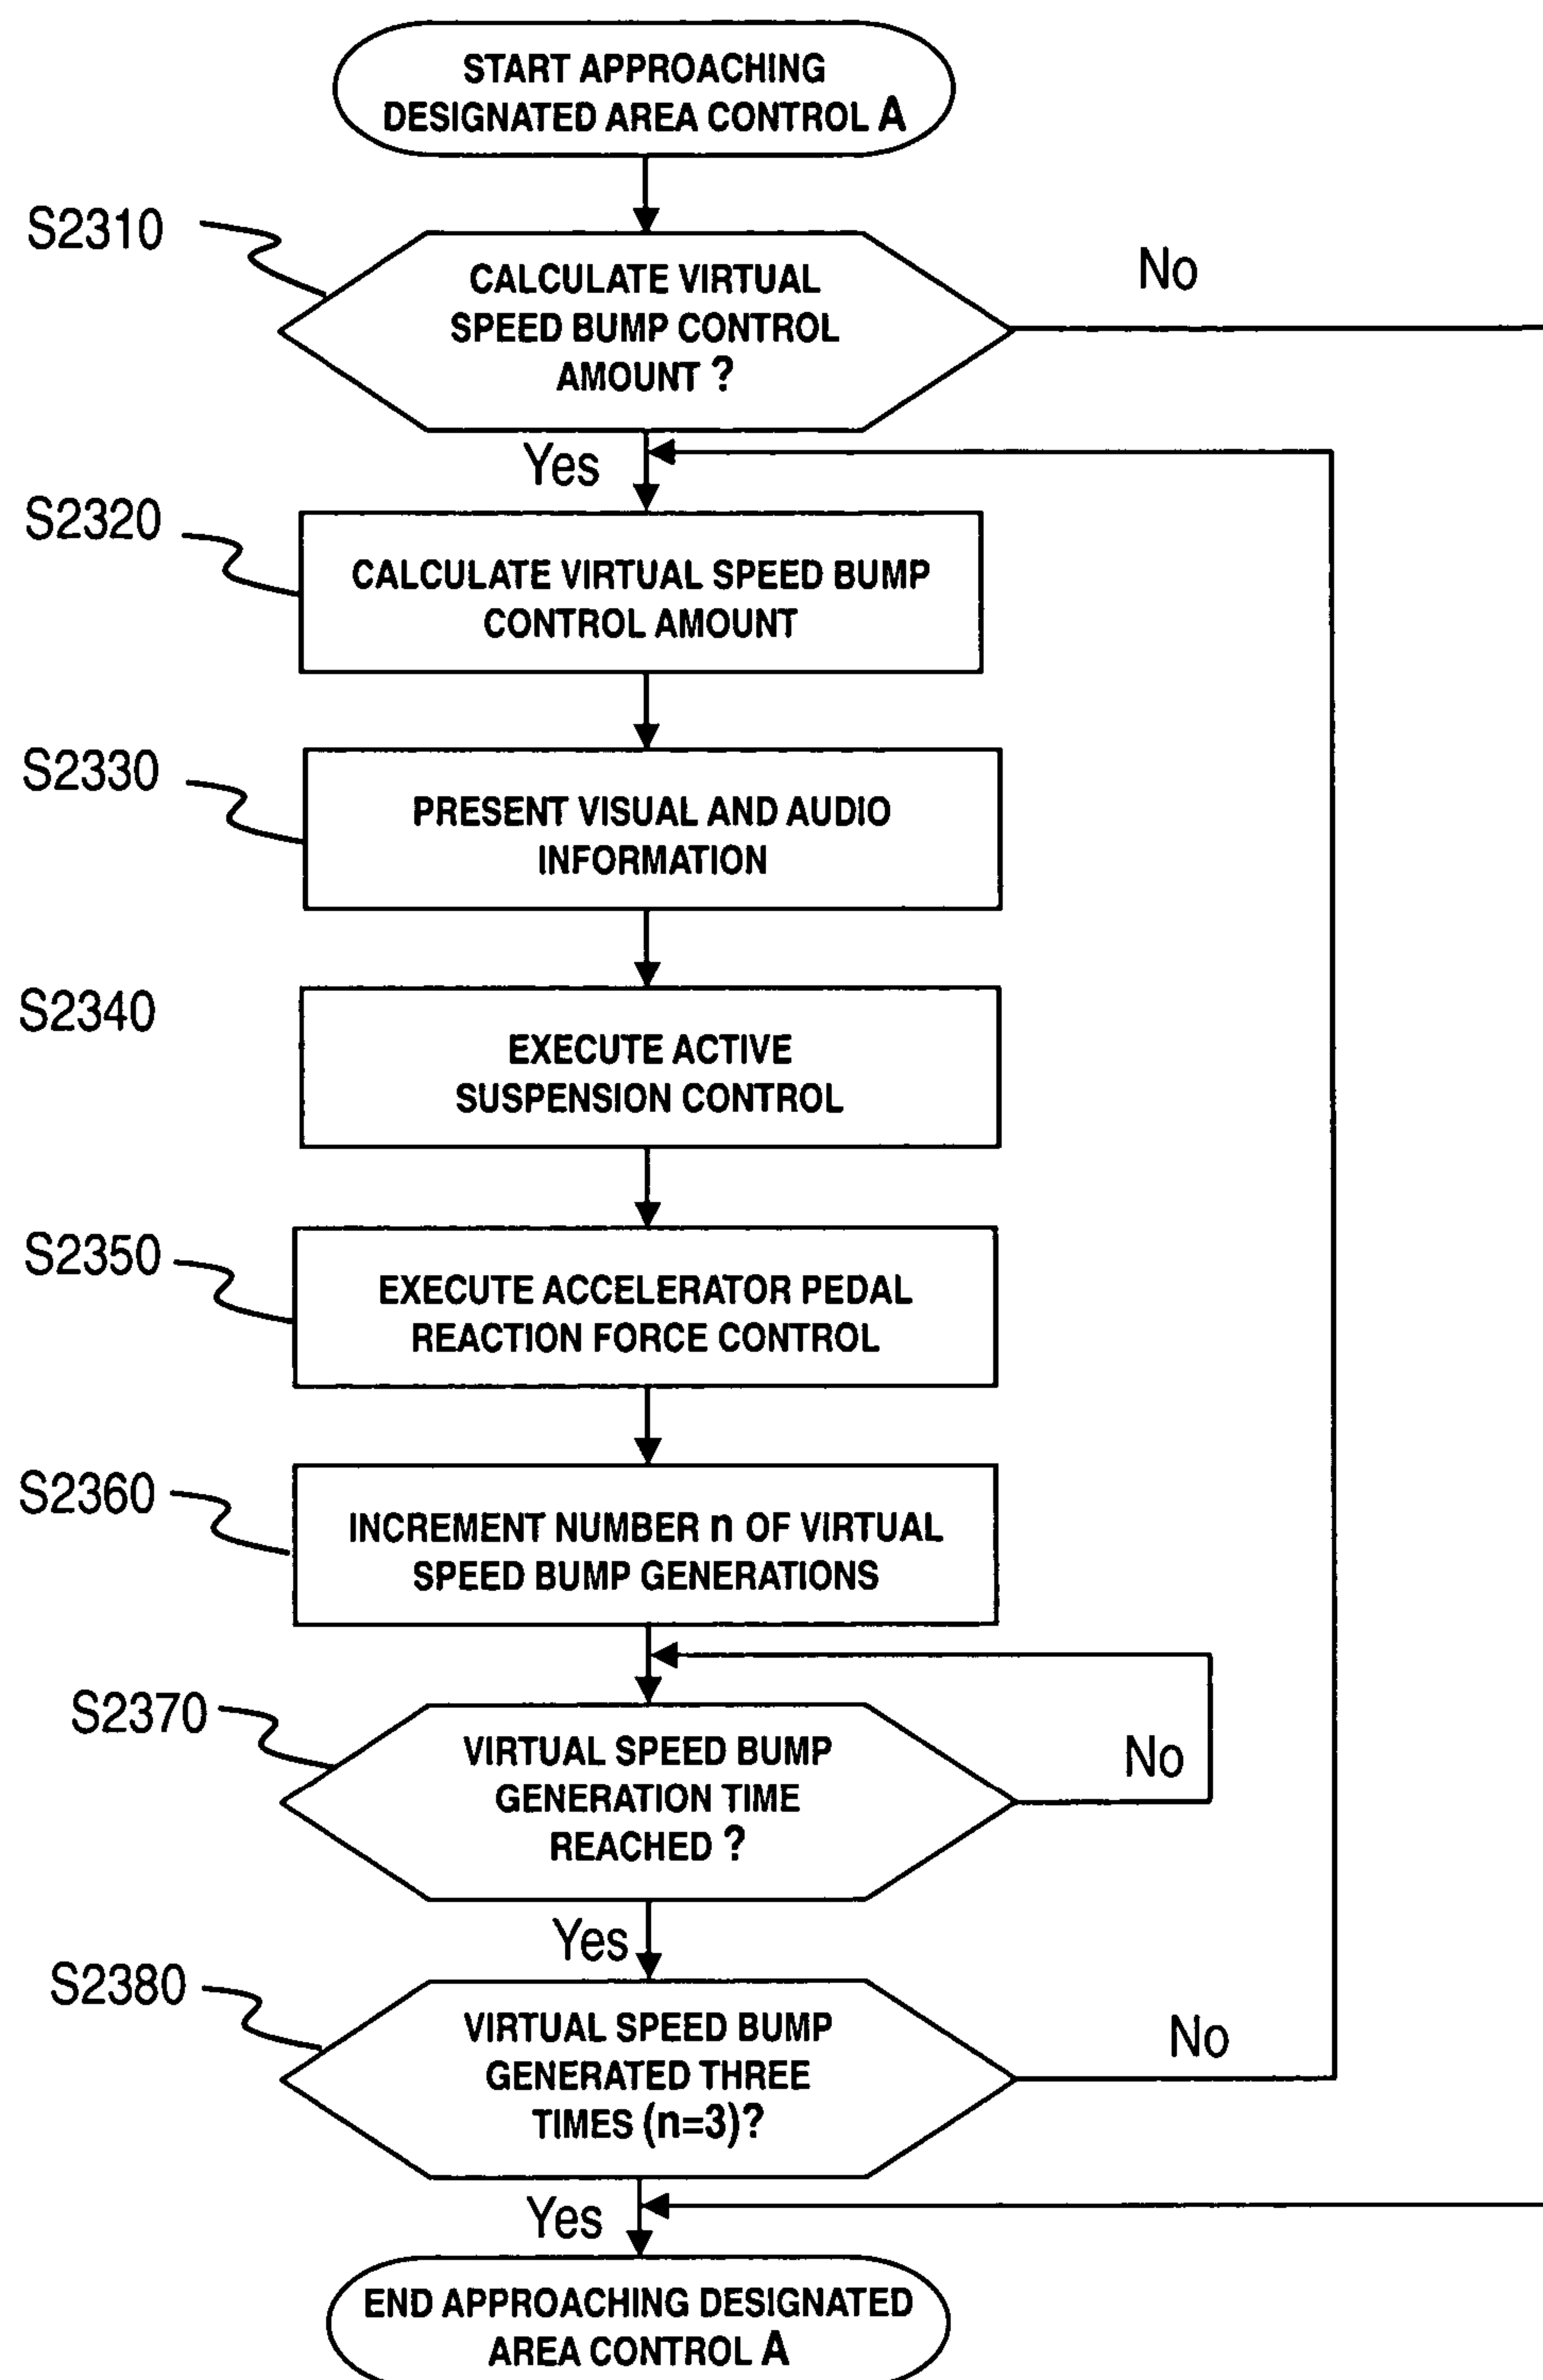 START APPROACHING
DESIGNATED AREA CONTROL A
S2310
CALCULATE VIRTUAL
SPEED BUMP CONTROL
AMOUNT ?
No
Yes
S2320
CALCULATE VIRTUAL SPEED BUMP
CONTROL AMOUNT
S2330
PRESENT VISUAL AND AUDIO
INFORMATION
S2340
EXECUTE ACTIVE
SUSPENSION CONTROL
S2350
EXECUTE ACCELERATOR PEDAL
REACTION FORCE CONTROL
S2360
INCREMENT NUMBER n OF VIRTUAL
SPEED BUMP GENERATIONS
S2370
VIRTUAL SPEED BUMP
GENERATION TIME
REACHED ?
No
Yes
S2380
VIRTUAL SPEED BUMP
GENERATED THREE
TIMES (n=3)?
No
Yes
END APPROACHING DESIGNATED
AREA CONTROL A